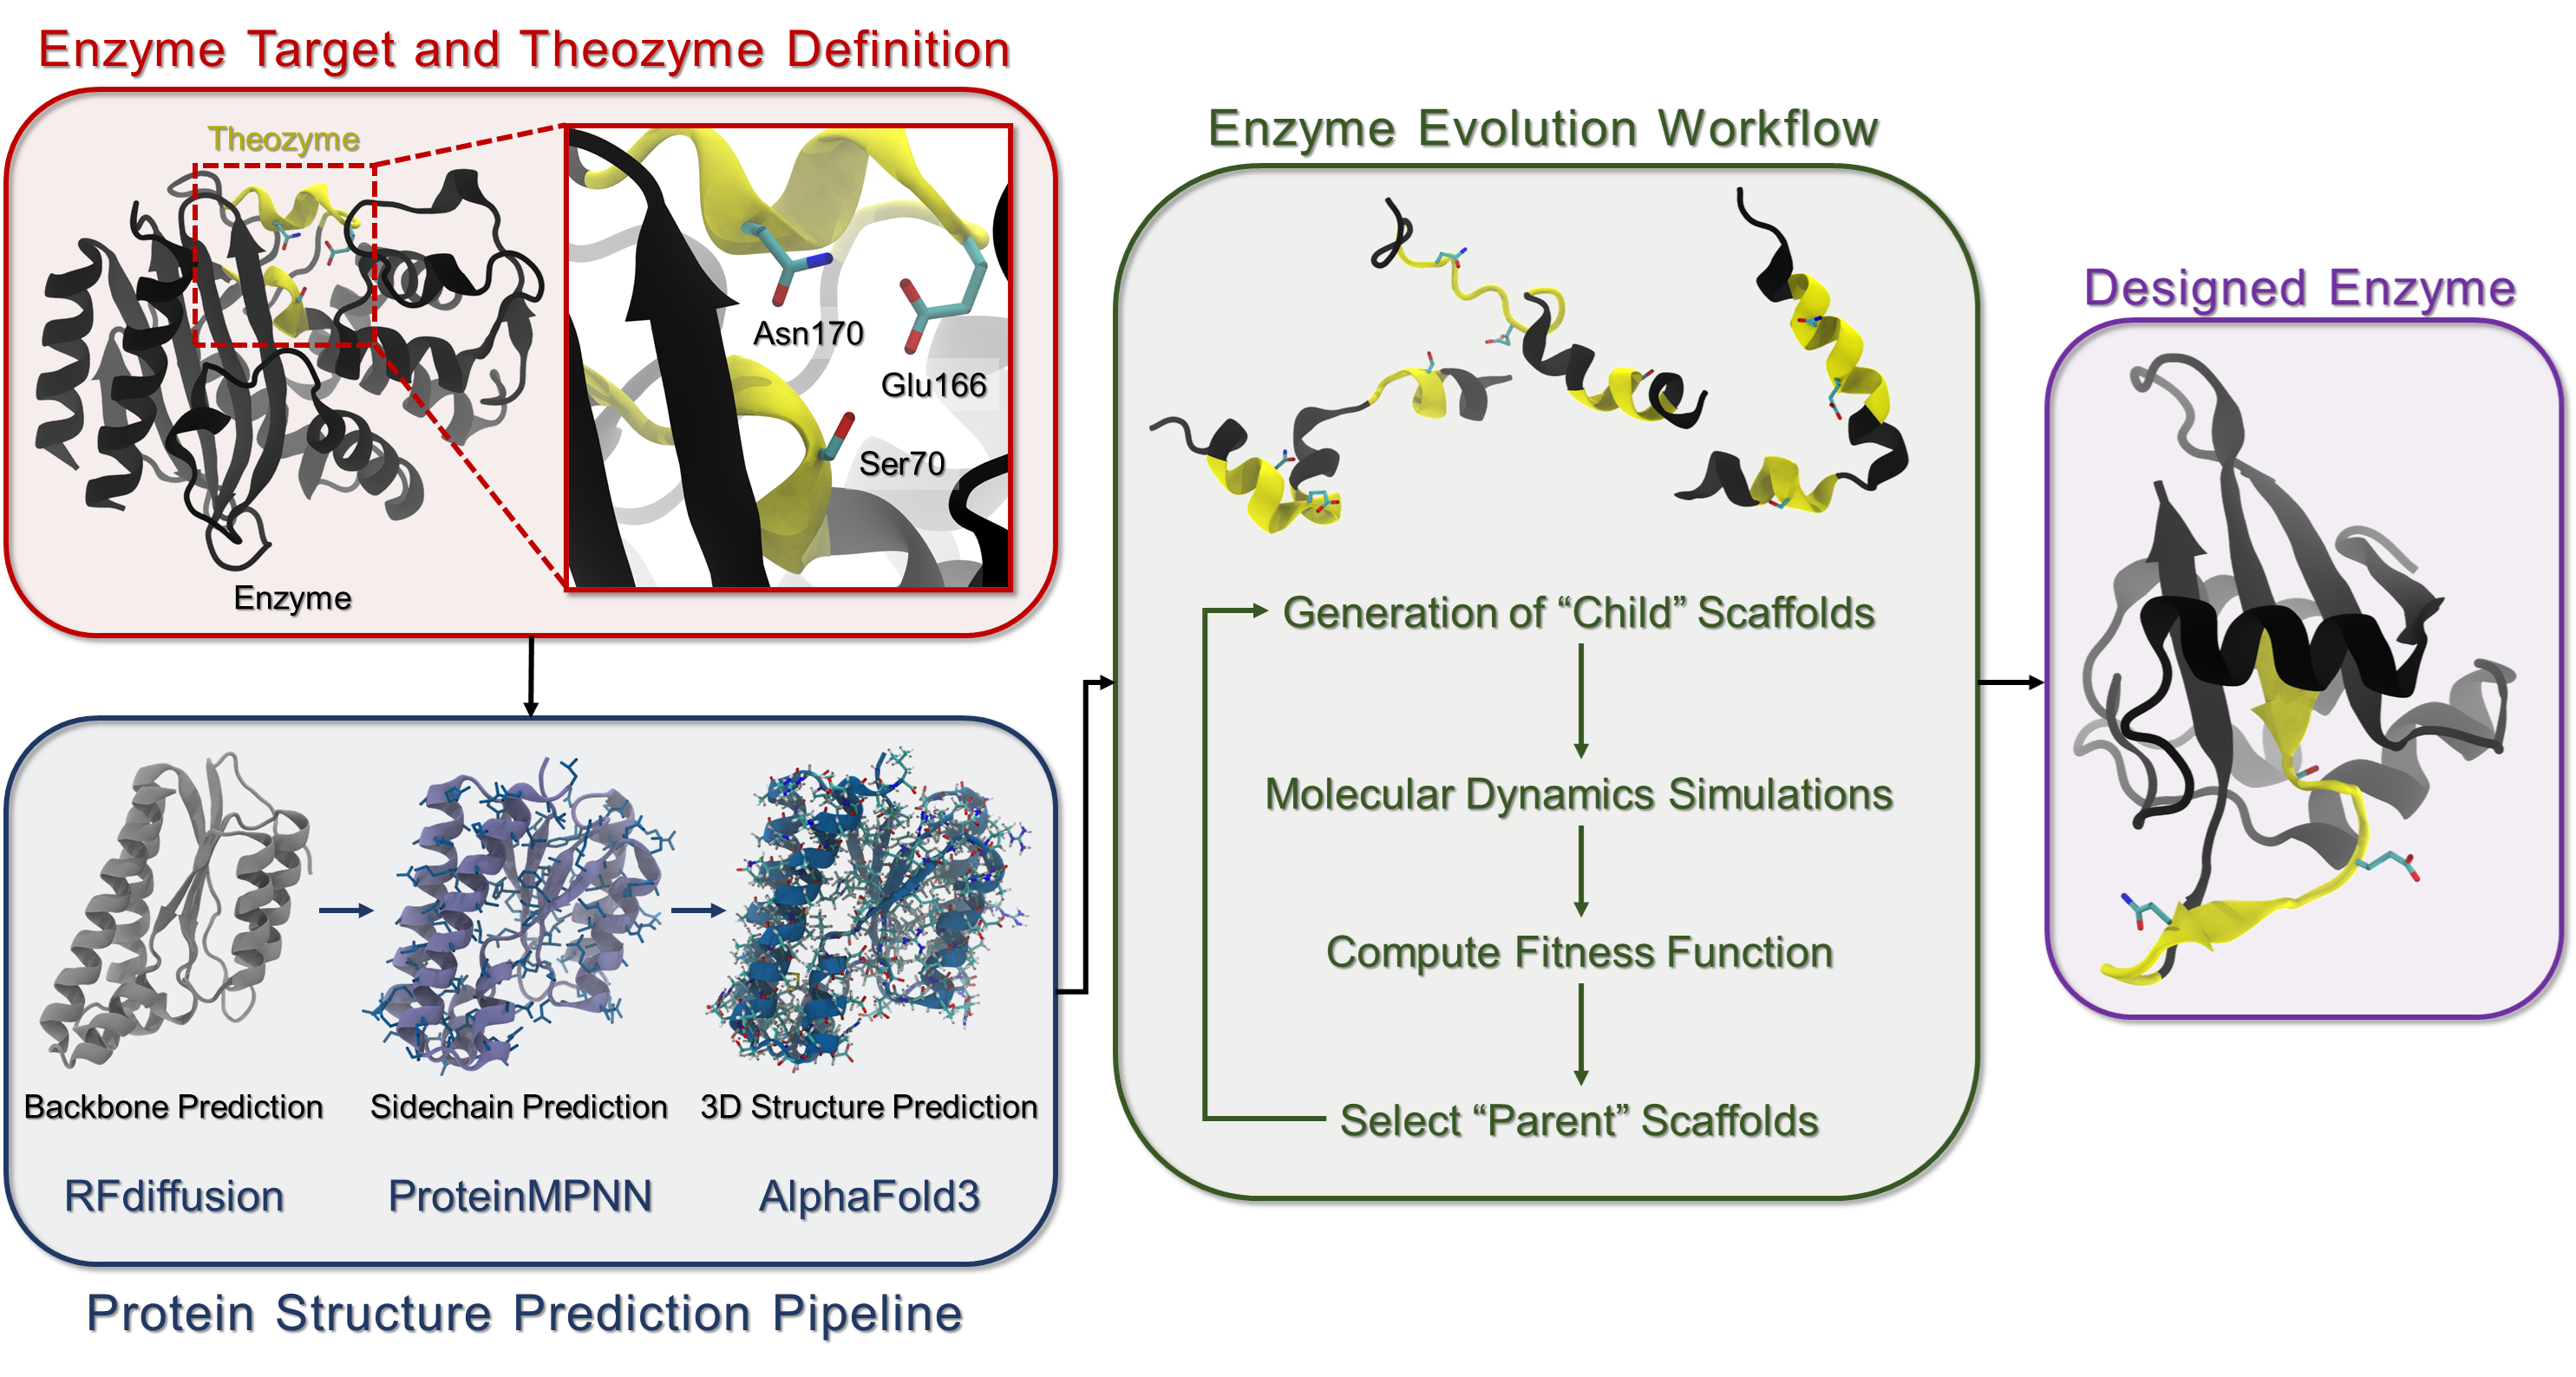 Enzyme Target and Theozyme Definition
Theozyme
Asn170
Glu166
Ser70
Enzyme
Backbone Prediction
Sidechain Prediction
3D Structure Prediction
RFdiffusion
ProteinMPNN
AlphaFold3
Protein Structure Prediction Pipeline
Enzyme Evolution Workflow
Generation of “Child” Scaffolds
Molecular Dynamics Simulations
Compute Fitness Function
Select “Parent” Scaffolds
Designed Enzyme